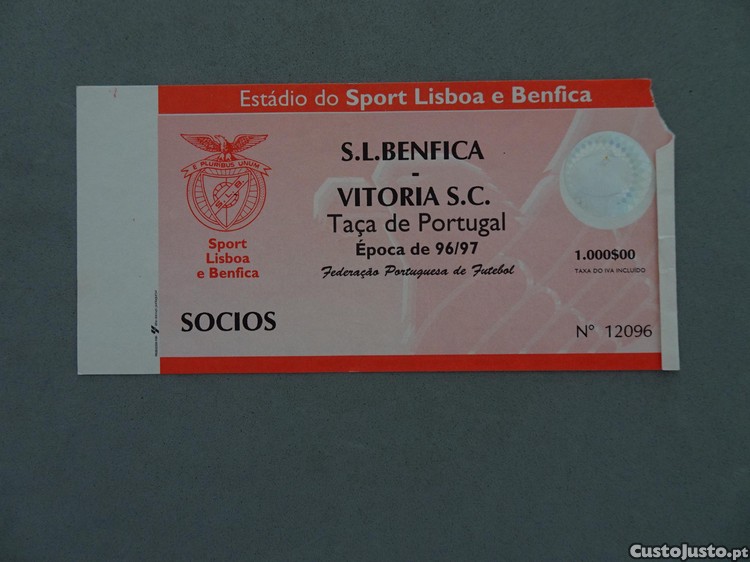 Estádio do Sport Lisboa e Benfica
E PLURIBUS UNUM
Sport
Lisboa
e Benfica
S.L.BENFICA
-
VITORIA S.C.
Taça de Portugal
Época de 96/97
Federação Portuguesa de Futebol
1.000$00
TAXA DO IVA INCLUIDO
SOCIOS
Nº 12096
CustoJusto.pt